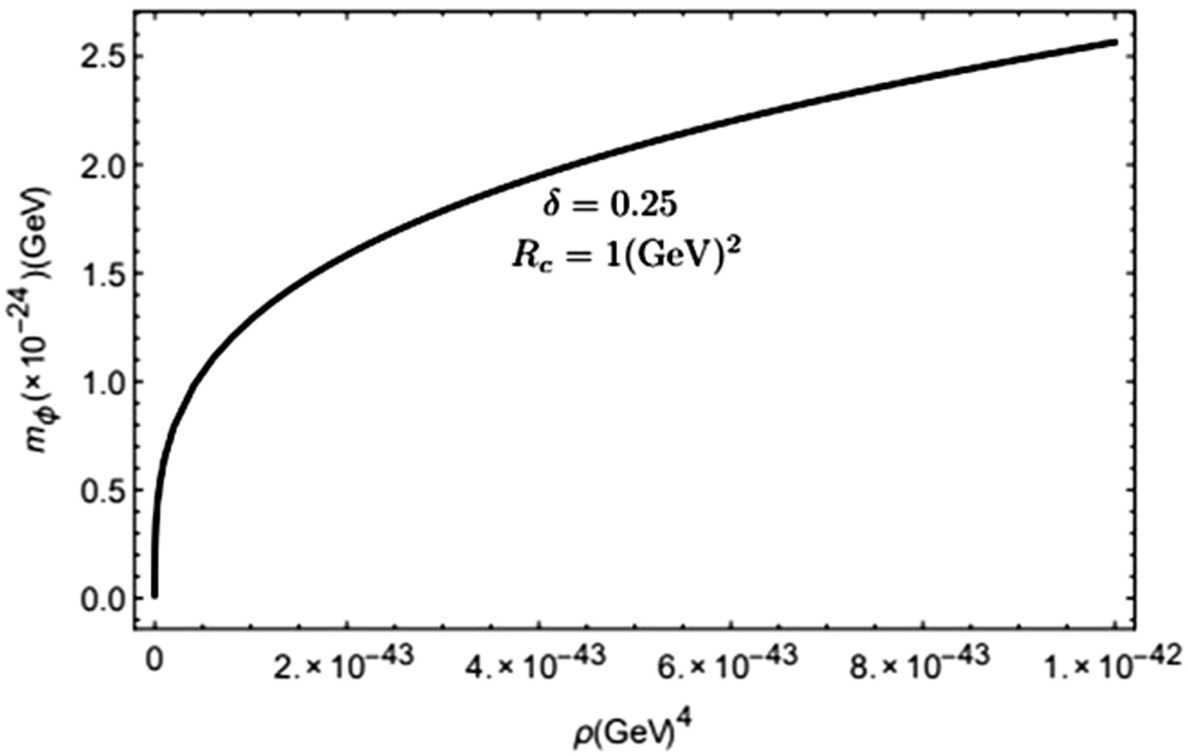 2.5
2.0
1.5
1.0
0.5
0.0
mϕ(×10⁻²⁴)(GeV)
δ = 0.25
R_c = 1(GeV)²
0 2.×10⁻⁴³ 4.×10⁻⁴³ 6.×10⁻⁴³ 8.×10⁻⁴³ 1.×10⁻⁴²
ρ(GeV)⁴